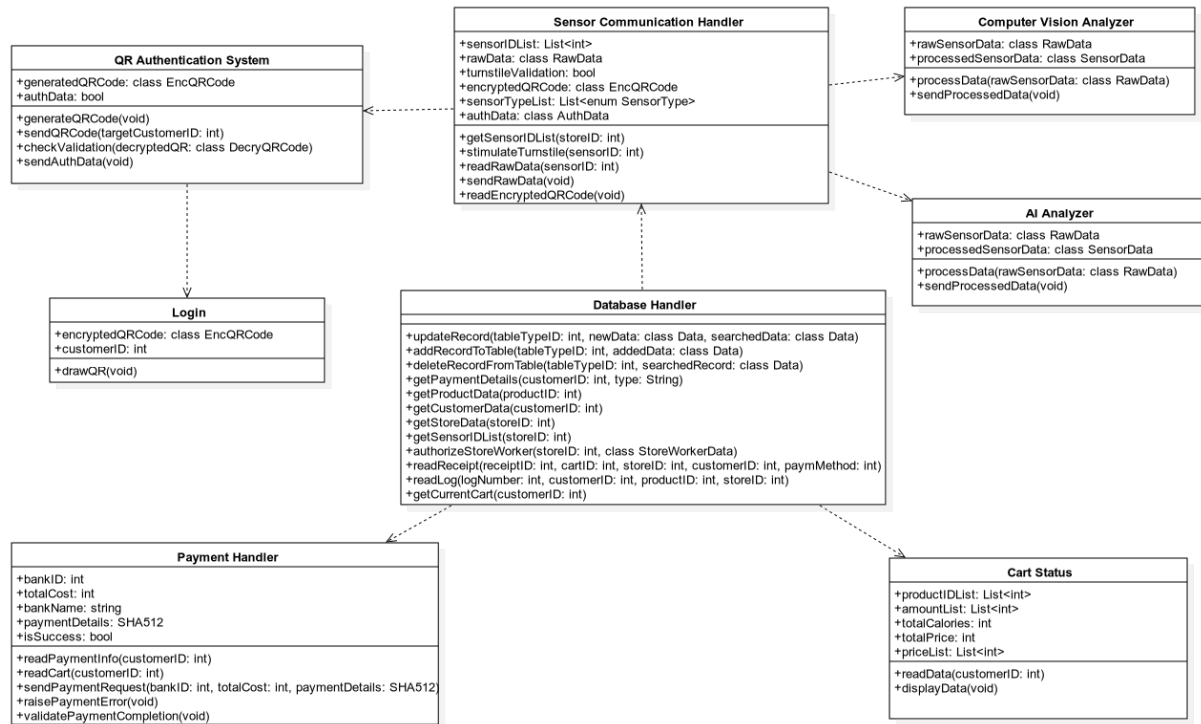 Sensor Communication Handler
+sensorIDList: List<int>
+rawData: class RawData
+turnstileValidation: bool
+encryptedQRCode: class EncQRCode
+sensorTypeList: List<enum SensorType>
+authData: class AuthData
+getSensorIDList(storeID: int)
+stimulateTurnstile(sensorID: int)
+readRawData(sensorID: int)
+sendRawData(void)
+readEncryptedQRCode(void)
Computer Vision Analyzer
+rawSensorData: class RawData
+processedSensorData: class SensorData
+processData(rawSensorData: class RawData)
+sendProcessedData(void)
QR Authentication System
+generatedQRCode: class EncQRCode
+authData: bool
+generateQRCode(void)
+sendQRCode(targetCustomerID: int)
+checkValidation(decryptedQR: class DecryQRCode)
+sendAuthData(void)
AI Analyzer
+rawSensorData: class RawData
+processedSensorData: class SensorData
+processData(rawSensorData: class RawData)
+sendProcessedData(void)
Login
+encryptedQRCode: class EncQRCode
+customerID: int
+drawQR(void)
Database Handler
+updateRecord(tableTypeID: int, newData: class Data, searchedData: class Data)
+addRecordToTable(tableTypeID: int, addedData: class Data)
+deleteRecordFromTable(tableTypeID: int, searchedRecord: class Data)
+getPaymentDetails(customerID: int, type: String)
+getProductData(productID: int)
+getCustomerData(customerID: int)
+getStoreData(storeID: int)
+getSensorIDList(storeID: int)
+authorizeStoreWorker(storeID: int, class StoreWorkerData)
+readReceipt(receiptID: int, cartID: int, storeID: int, customerID: int, paymMethod: int)
+readLog(logNumber: int, customerID: int, productID: int, storeID: int)
+getCurrentCart(customerID: int)
Payment Handler
+bankID: int
+totalCost: int
+bankName: string
+paymentDetails: SHA512
+isSuccess: bool
+readPaymentInfo(customerID: int)
+readCart(customerID: int)
+sendPaymentRequest(bankID: int, totalCost: int, paymentDetails: SHA512)
+raisePaymentError(void)
+validatePaymentCompletion(void)
Cart Status
+productIDList: List<int>
+amountList: List<int>
+totalCalories: int
+totalPrice: int
+priceList: List<int>
+readData(customerID: int)
+displayData(void)